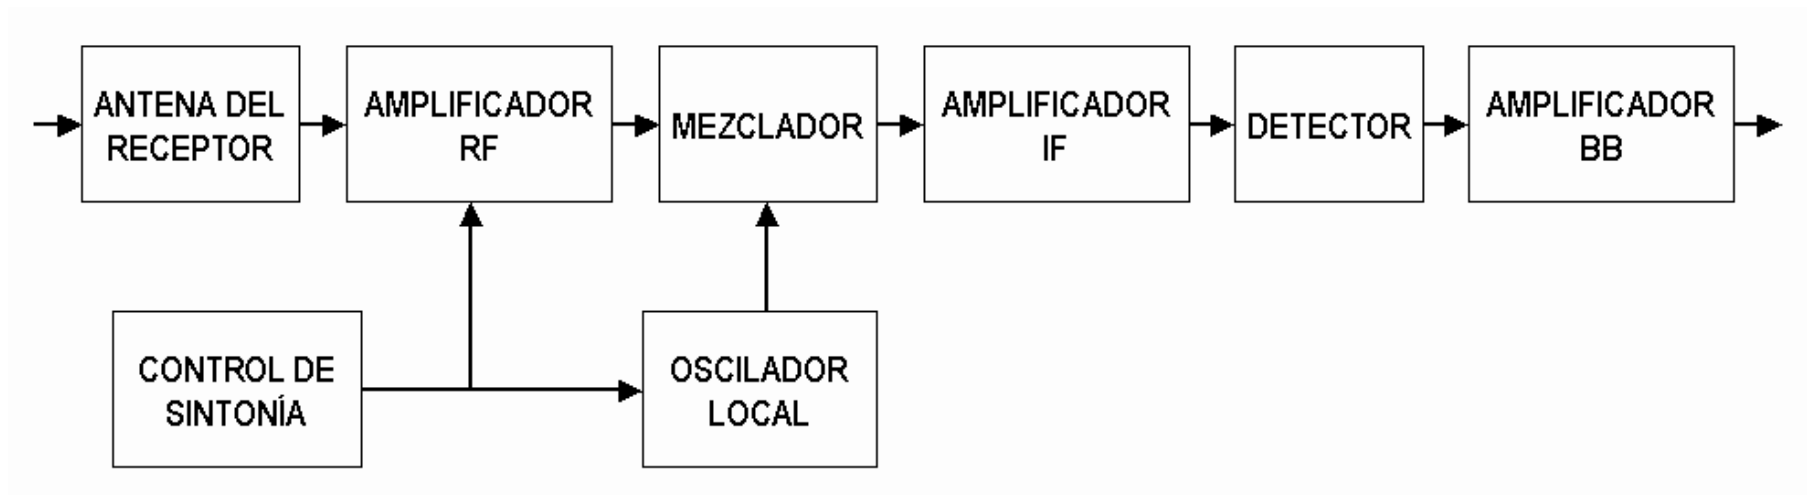 ANTENA DEL
RECEPTOR
AMPLIFICADOR
RF
MEZCLADOR
AMPLIFICADOR
IF
DETECTOR
AMPLIFICADOR
BB
CONTROL DE
SINTONÍA
OSCILADOR
LOCAL